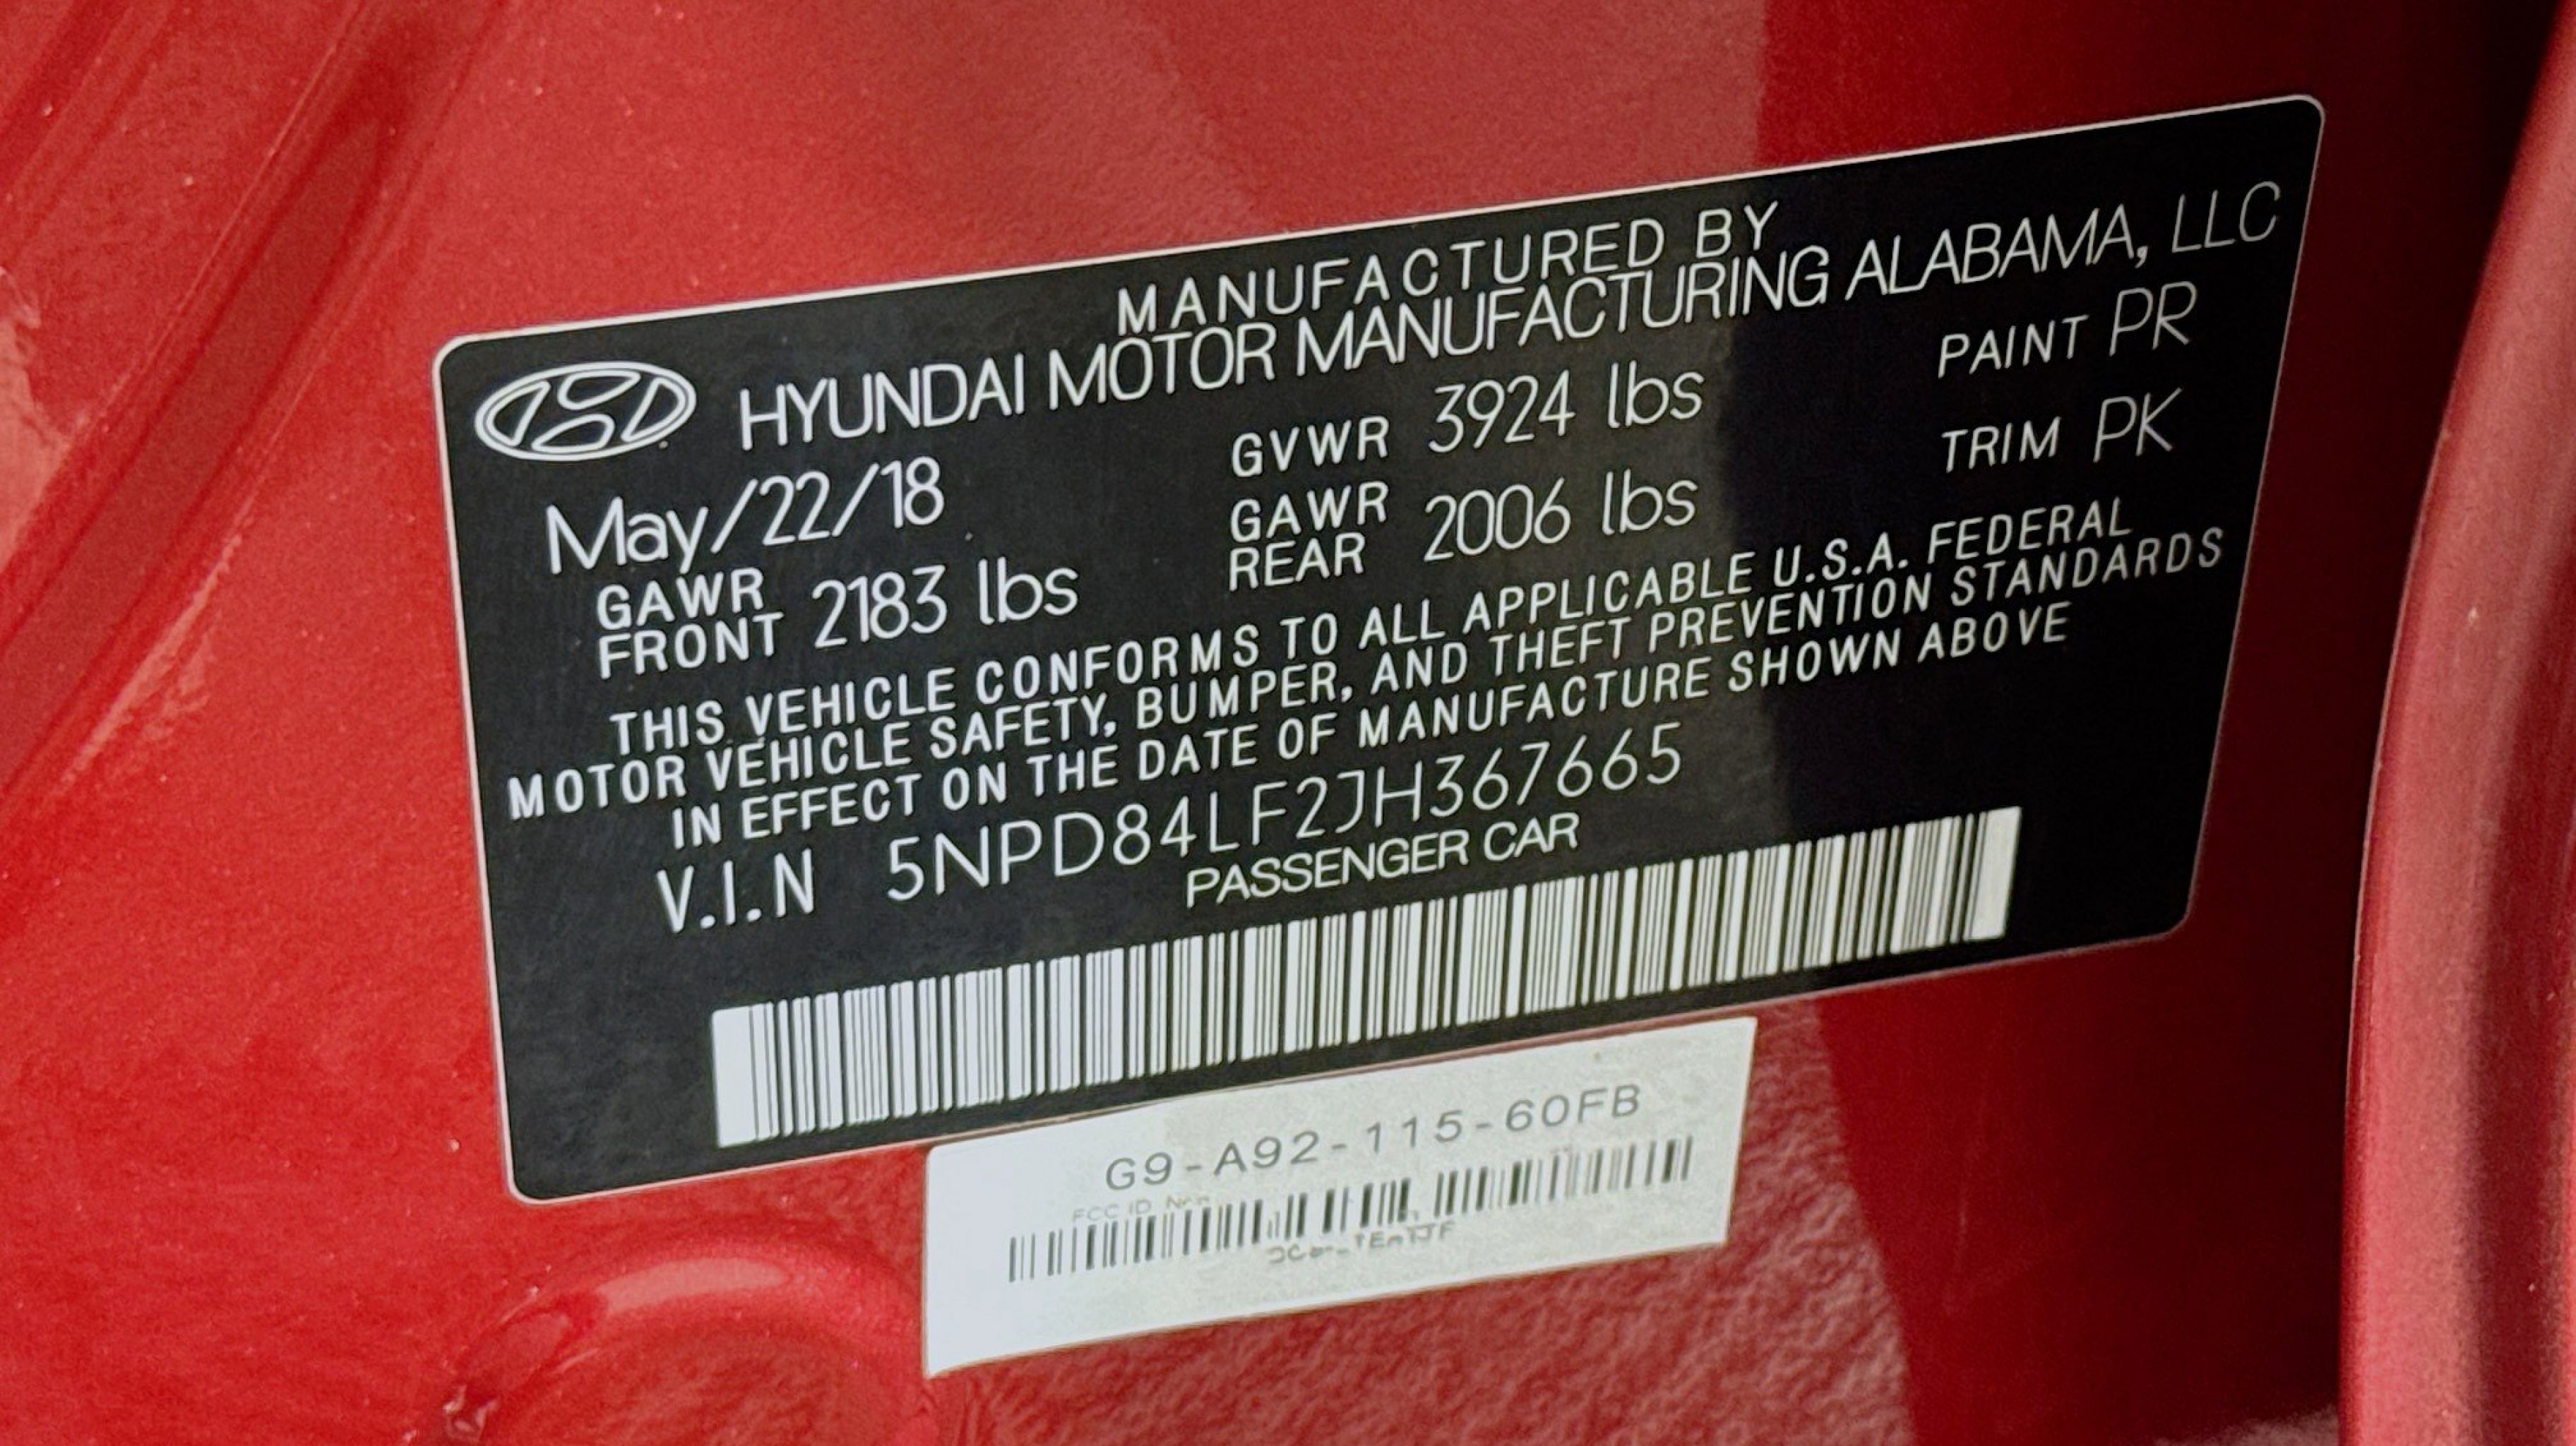 MANUFACTURED BY
HYUNDAI MOTOR MANUFACTURING ALABAMA, LLC
May/22/18 GVWR 3924 lbs PAINT PR
GAWR FRONT 2183 lbs GAWR REAR 2006 lbs TRIM PK
THIS VEHICLE CONFORMS TO ALL APPLICABLE U.S.A. FEDERAL
MOTOR VEHICLE SAFETY, BUMPER, AND THEFT PREVENTION STANDARDS
IN EFFECT ON THE DATE OF MANUFACTURE SHOWN ABOVE
V.I.N 5NPD84LF2JH367665
PASSENGER CAR
G9-A92-115-60FB
FCC ID